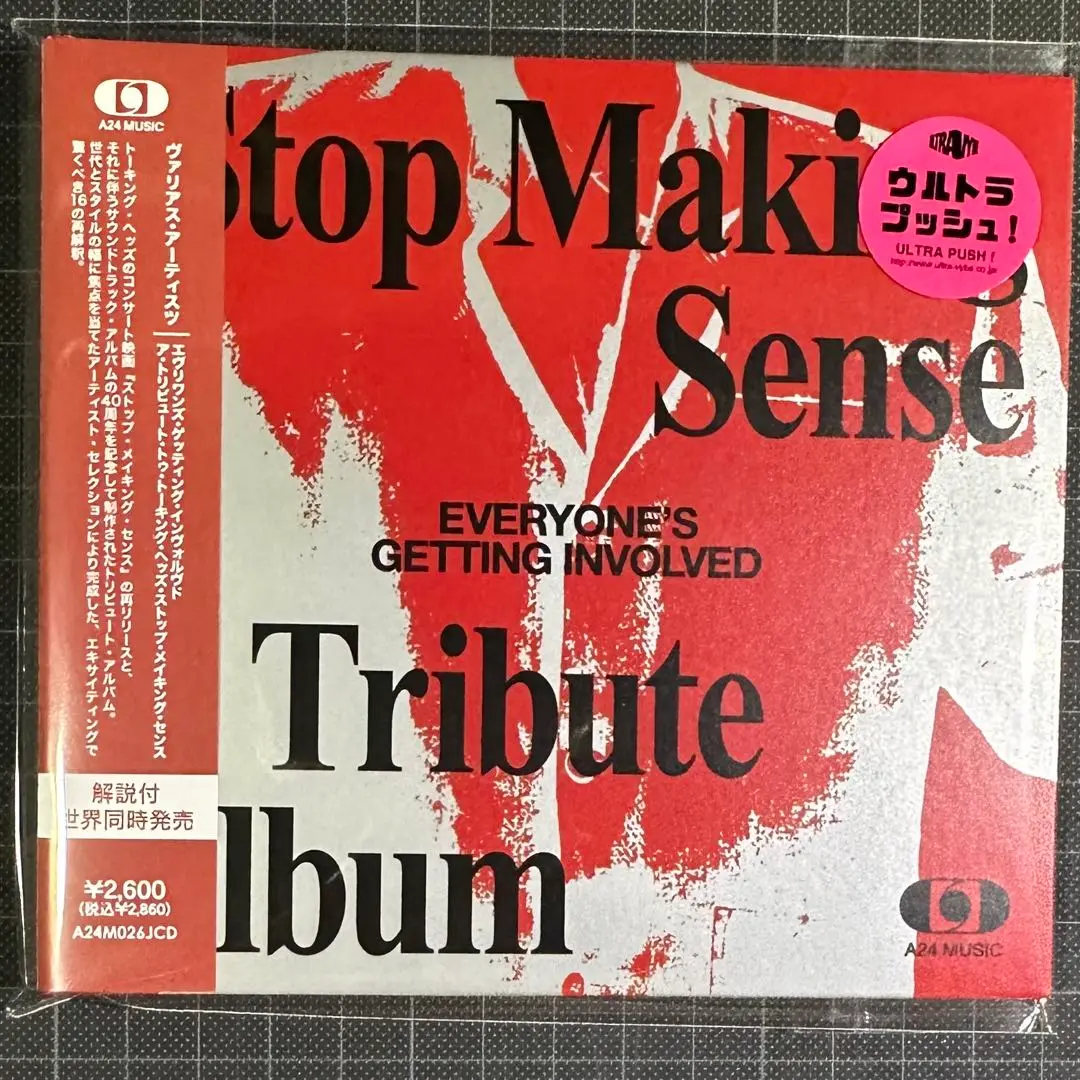 A24 MUSIC
ヴァリアス・アーティスツ
エヴリワンズ・ゲッティング・インヴォルヴド
ア・トリビュート・トゥ・トーキング・ヘッズ・ストップ・メイキング・センス
トーキング・ヘッズのコンサート映画『ストップ・メイキング・センス』の再リリースと、
それに伴うサウンドトラック・アルバムの40周年を記念して制作されたトリビュート・アルバム。
世代とスタイルの幅に焦点を当てたアーティスト・セレクションにより完成した、エキサイティングで
驚くべき16の再解釈。
解説付
世界同時発売
¥2,600
(税込¥2,860)
A24M026JCD
Stop Making
Sense
EVERYONE'S
GETTING INVOLVED
Tribute
lbum
ULTRA-VYBE
ウルトラ
プッシュ!
ULTRA PUSH!
http://www.ultra-vybe.co.jp
A24 MUSIC